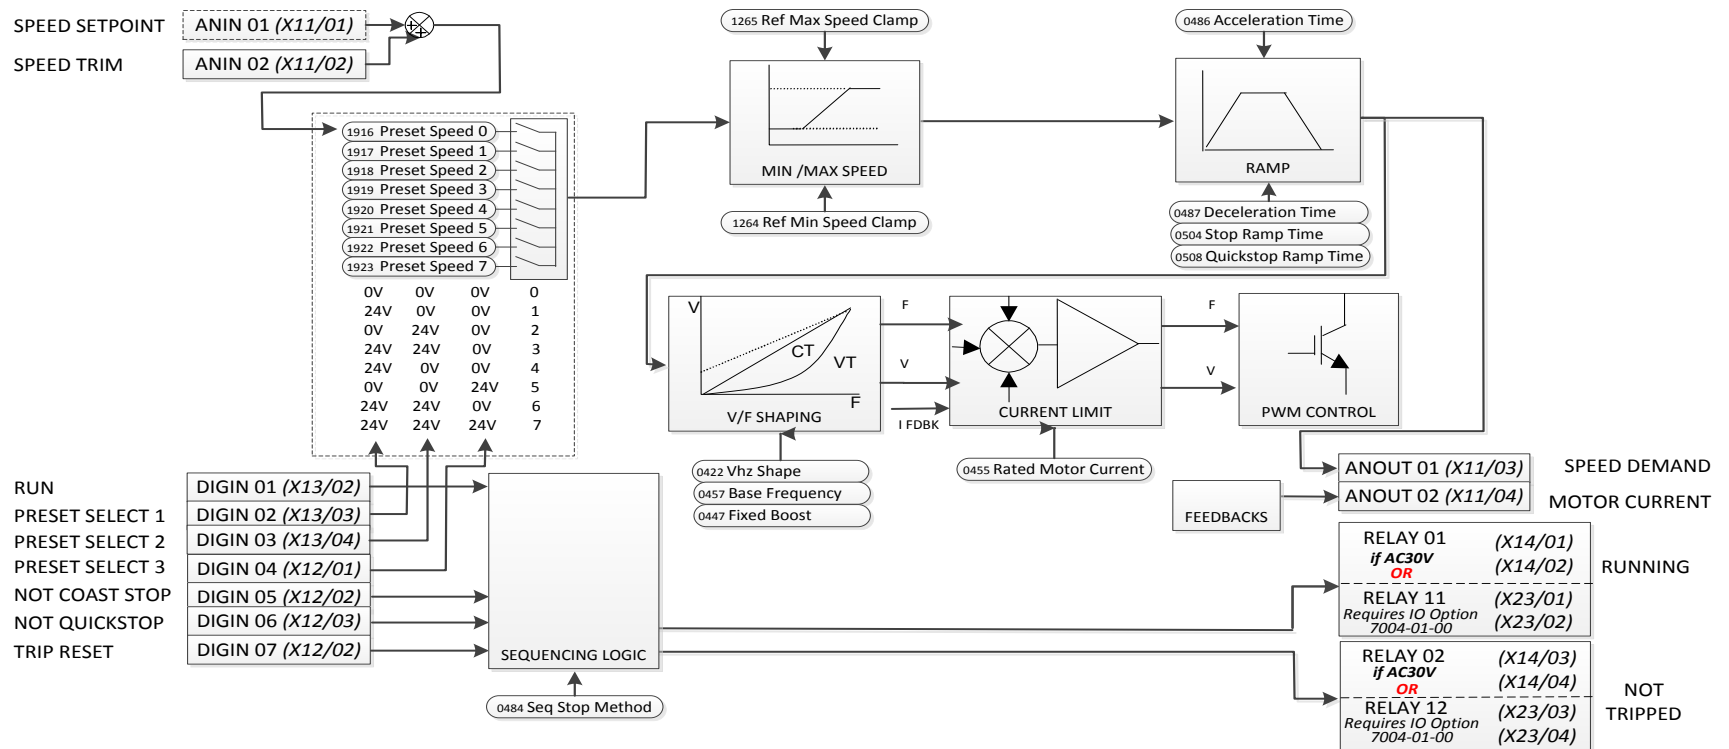 SPEED SETPOINT ANIN 01 (X11/01)
SPEED TRIM ANIN 02 (X11/02)
+
+
1916 Preset Speed 0
1917 Preset Speed 1
1918 Preset Speed 2
1919 Preset Speed 3
1920 Preset Speed 4
1921 Preset Speed 5
1922 Preset Speed 6
1923 Preset Speed 7
0V 0V 0V 0
24V 0V 0V 1
0V 24V 0V 2
24V 24V 0V 3
24V 0V 0V 4
0V 0V 24V 5
24V 24V 0V 6
24V 24V 24V 7
1265 Ref Max Speed Clamp
MIN /MAX SPEED
1264 Ref Min Speed Clamp
0486 Acceleration Time
RAMP
0487 Deceleration Time
0504 Stop Ramp Time
0508 Quickstop Ramp Time
V
CT
VT
F
V/F SHAPING
0422 Vhz Shape
0457 Base Frequency
0447 Fixed Boost
F
V
I FDBK
CURRENT LIMIT
0455 Rated Motor Current
F
V
PWM CONTROL
RUN DIGIN 01 (X13/02)
PRESET SELECT 1 DIGIN 02 (X13/03)
PRESET SELECT 2 DIGIN 03 (X13/04)
PRESET SELECT 3 DIGIN 04 (X12/01)
NOT COAST STOP DIGIN 05 (X12/02)
NOT QUICKSTOP DIGIN 06 (X12/03)
TRIP RESET DIGIN 07 (X12/02)
SEQUENCING LOGIC
0484 Seq Stop Method
ANOUT 01 (X11/03) SPEED DEMAND
FEEDBACKS
ANOUT 02 (X11/04) MOTOR CURRENT
RELAY 01 (X14/01)
if AC30V (X14/02)
OR
RUNNING
RELAY 11 (X23/01)
Requires IO Option (X23/02)
7004-01-00
RELAY 02 (X14/03)
if AC30V (X14/04)
OR
NOT
TRIPPED
RELAY 12 (X23/03)
Requires IO Option (X23/04)
7004-01-00